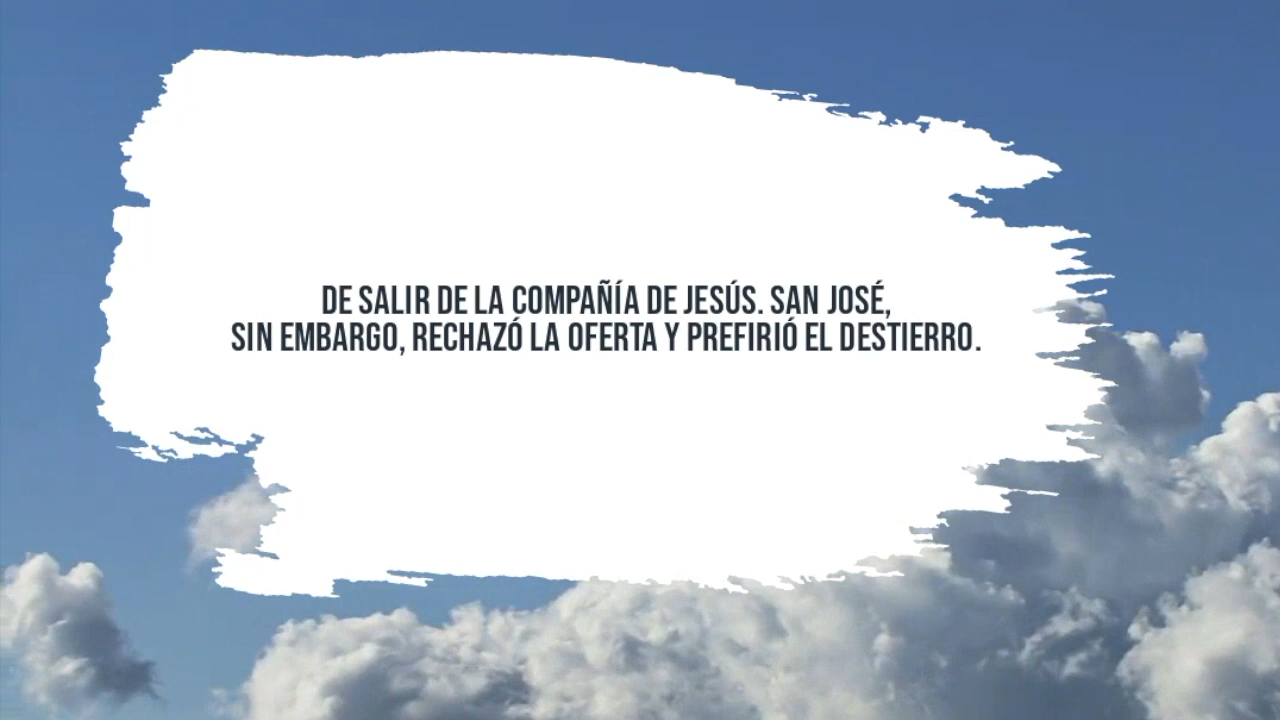 DE SALIR DE LA COMPAÑÍA DE JESÚS. SAN JOSÉ,
SIN EMBARGO, RECHAZÓ LA OFERTA Y PREFIRIÓ EL DESTIERRO.